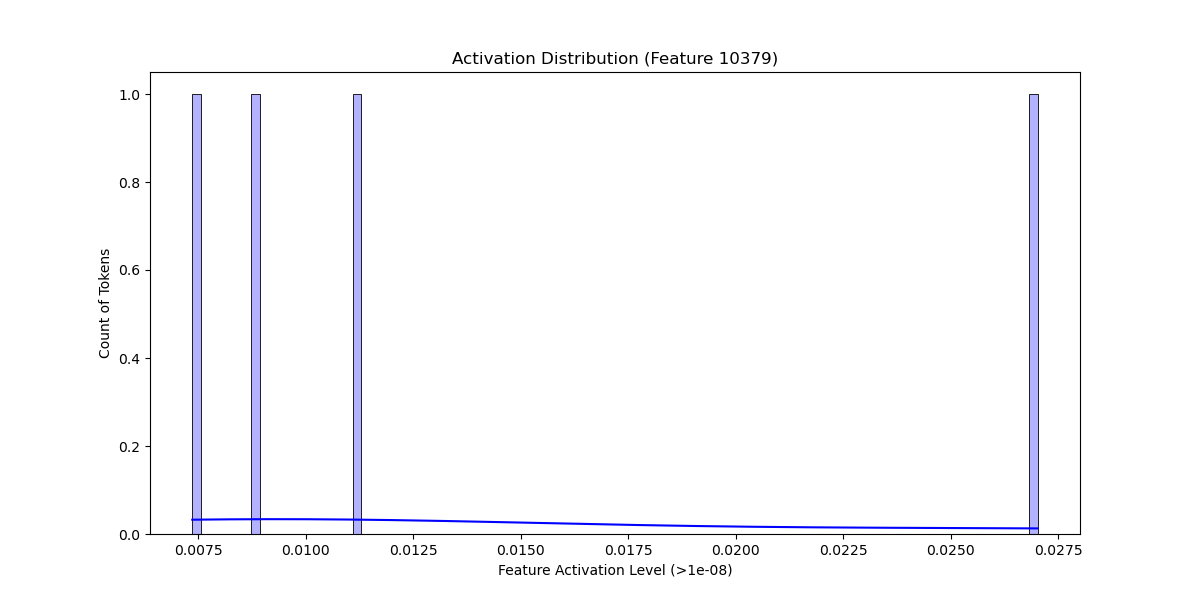 Activation Distribution (Feature 10379)
Count of Tokens
1.0
0.8
0.6
0.4
0.2
0.0
0.0075 0.0100 0.0125 0.0150 0.0175 0.0200 0.0225 0.0250 0.0275
Feature Activation Level (>1e-08)